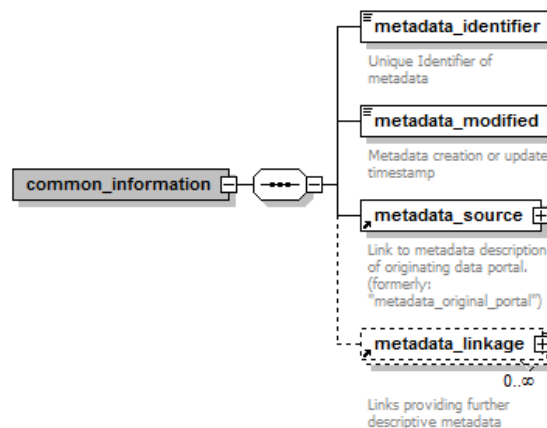 metadata_identifier
Unique Identifier of
metadata
metadata_modified
Metadata creation or update
timestamp
common_information
metadata_source
Link to metadata description
of originating data portal.
(formerly:
"metadata_original_portal")
metadata_linkage
0..∞
Links providing further
descriptive metadata